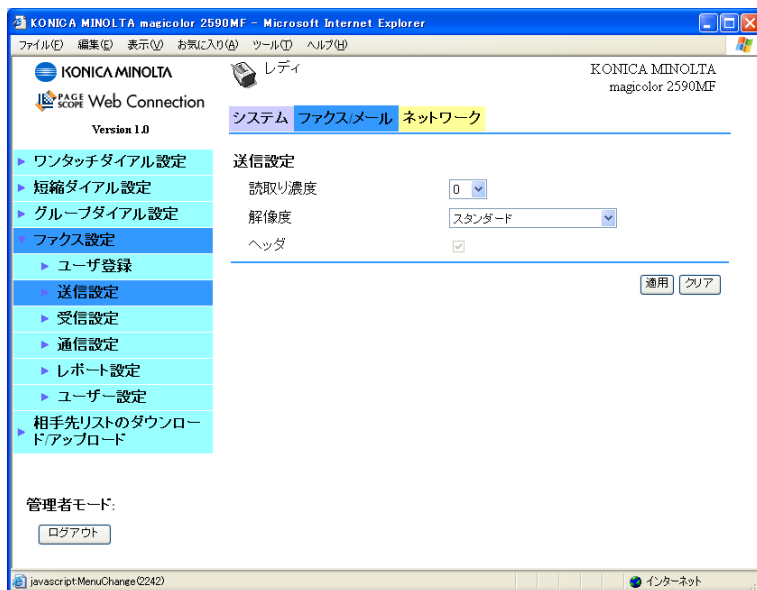 KONICA MINOLTA magicolor 2590MF - Microsoft Internet Explorer
ファイル(F) 編集(E) 表示(V) お気に入り(A) ツール(T) ヘルプ(H)
KONICA MINOLTA
PAGE SCOPE Web Connection
Version 1.0
レディ
KONICA MINOLTA
magicolor 2590MF
システム ファクス/メール ネットワーク
ワンタッチダイアル設定
短縮ダイアル設定
グループダイアル設定
ファクス設定
ユーザ登録
送信設定
受信設定
通信設定
レポート設定
ユーザー設定
相手先リストのダウンロー
ド/アップロード
管理者モード:
ログアウト
送信設定
読取り濃度 0
解像度 スタンダード
ヘッダ
適用 クリア
javascript:MenuChange(2242) インターネット